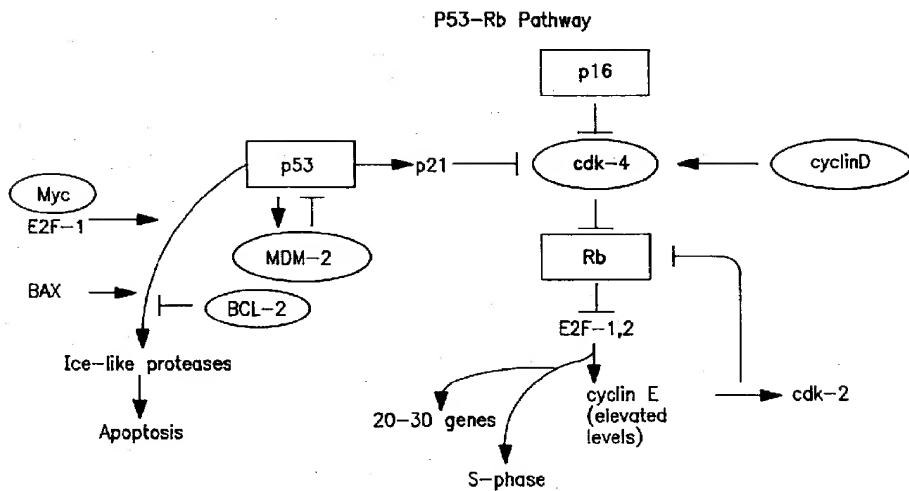 P53-Rb Pathway
p16
p53
p21
cdk-4
cyclinD
Myc
E2F-1
MDM-2
Rb
BAX
BCL-2
E2F-1,2
Ice-like proteases
20-30 genes
cyclin E
(elevated
levels)
cdk-2
Apoptosis
S-phase